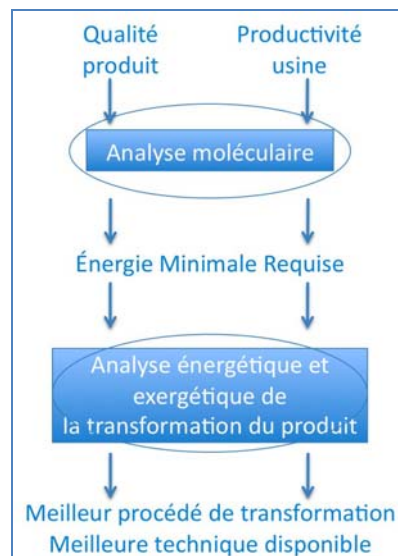 Qualité Productivité
produit usine
Analyse moléculaire
Énergie Minimale Requise
Analyse énergétique et
exergétique de
la transformation du produit
Meilleur procédé de transformation
Meilleure technique disponible